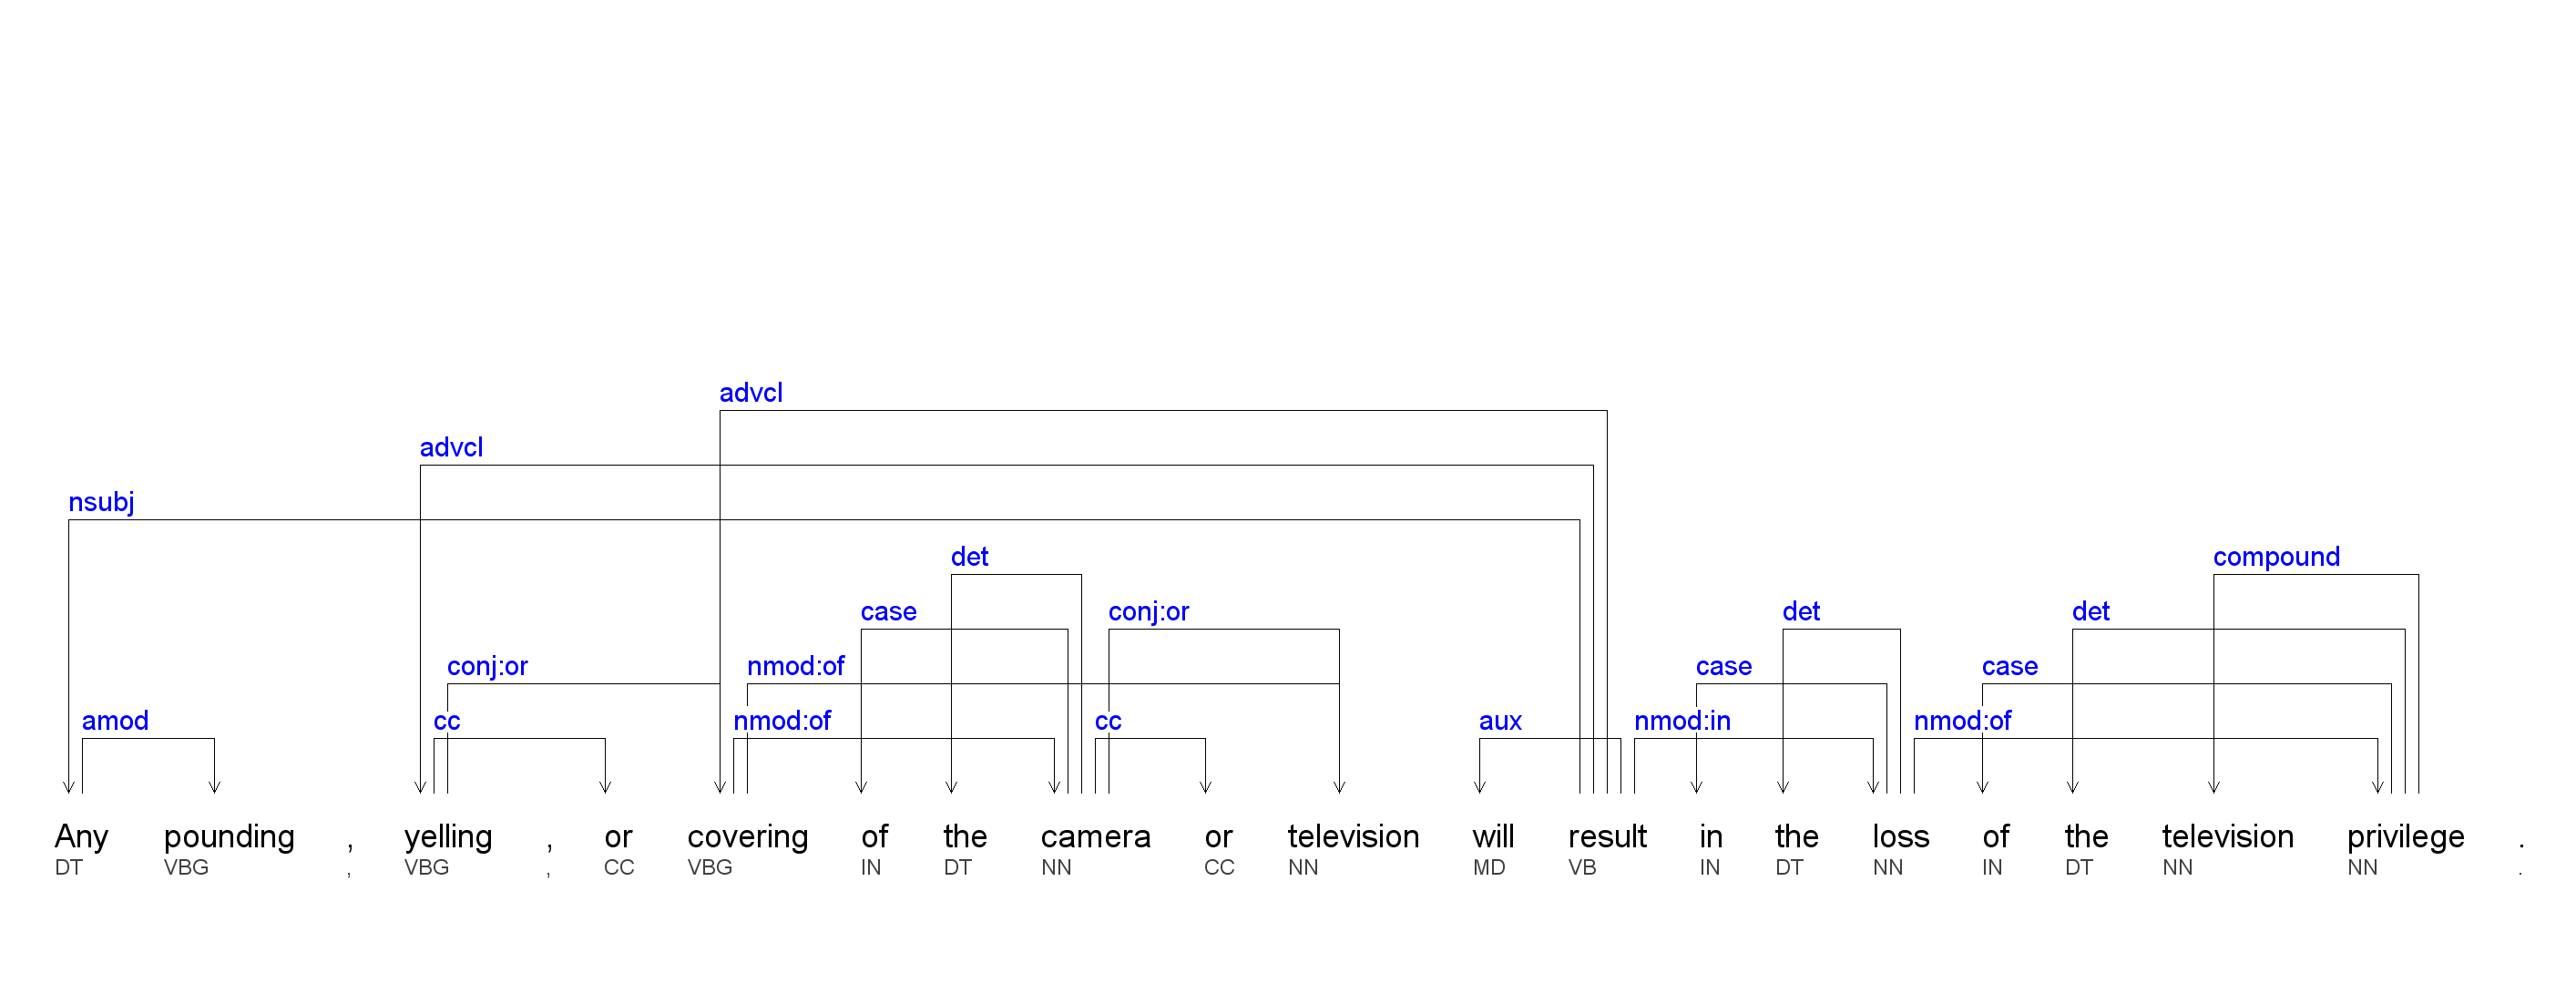 advcl
advcl
nsubj
det compound
case conj:or det det
conj:or nmod:of case case
amod cc nmod:of cc aux nmod:in nmod:of
Any pounding , yelling , or covering of the camera or television will result in the loss of the television privilege .
DT VBG , VBG , CC VBG IN DT NN CC NN MD VB IN DT NN IN DT NN NN .